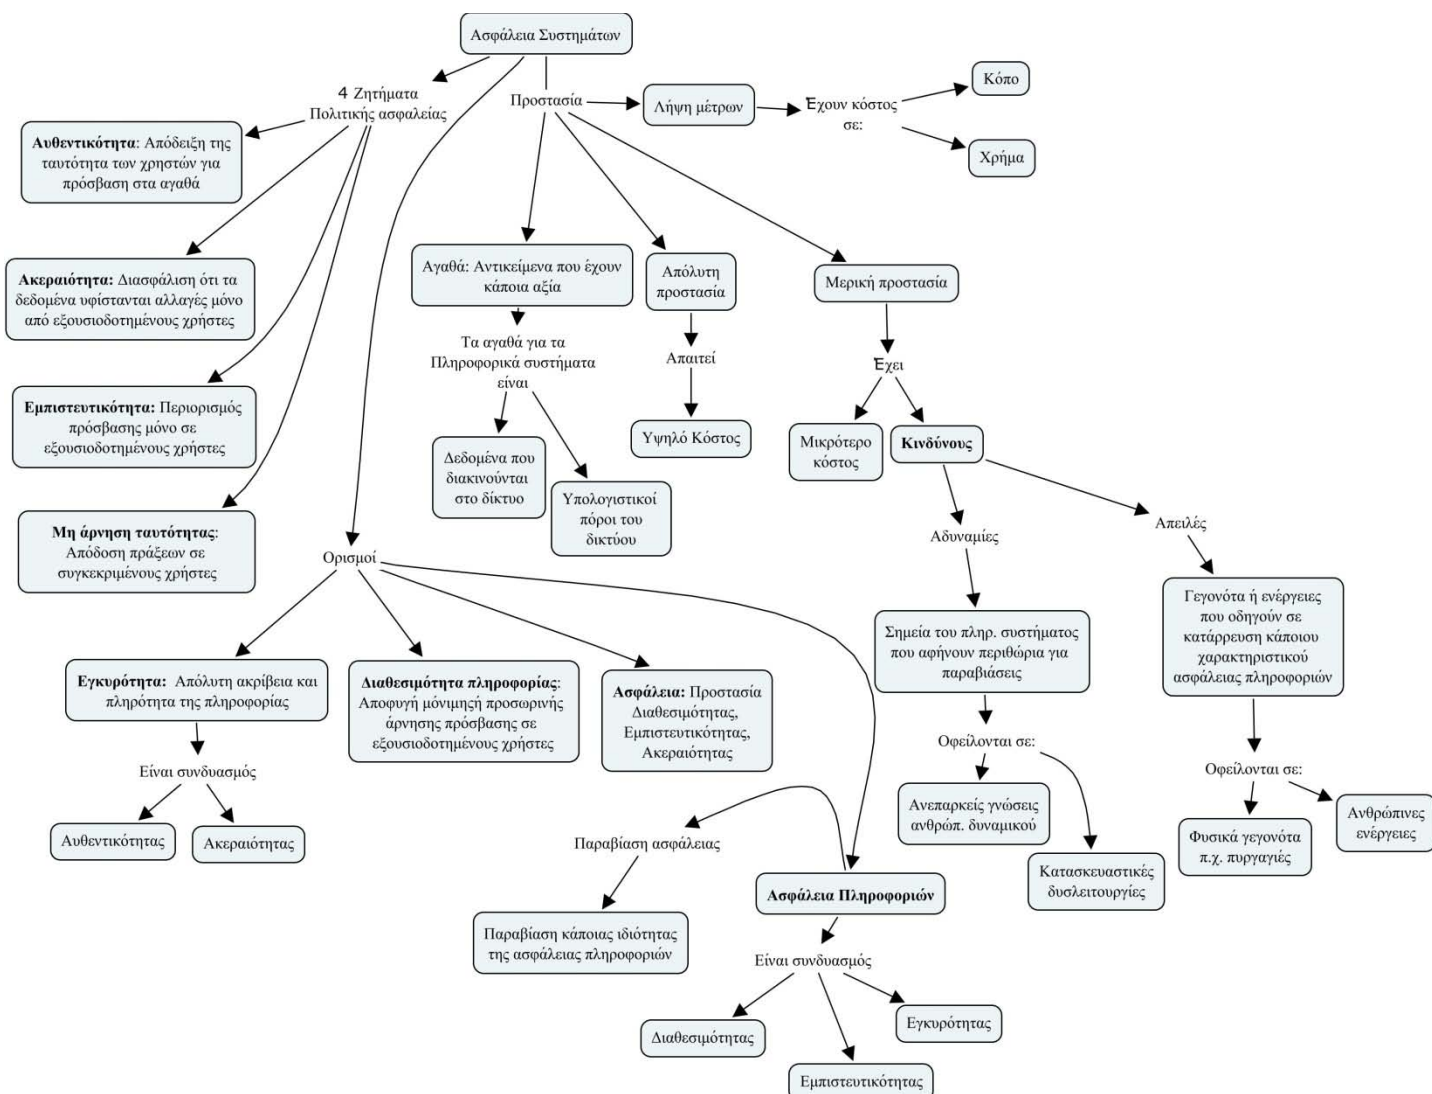 Ασφάλεια Συστημάτων
4 Ζητήματα
Πολιτικής ασφαλείας
Προστασία
Λήψη μέτρων
Έχουν κόστος
σε:
Κόπο
Χρήμα
Αυθεντικότητα: Απόδειξη της
ταυτότητα των χρηστών για
πρόσβαση στα αγαθά
Ακεραιότητα: Διασφάλιση ότι τα
δεδομένα υφίστανται αλλαγές μόνο
από εξουσιοδοτημένους χρήστες
Εμπιστευτικότητα: Περιορισμός
πρόσβασης μόνο σε
εξουσιοδοτημένους χρήστες
Μη άρνηση ταυτότητας:
Απόδοση πράξεων σε
συγκεκριμένους χρήστες
Αγαθά: Αντικείμενα που έχουν
κάποια αξία
Τα αγαθά για τα
Πληροφορικά συστήματα
είναι
Δεδομένα που
διακινούνται
στο δίκτυο
Υπολογιστικοί
πόροι του
δικτύου
Απόλυτη
προστασία
Απαιτεί
Υψηλό Κόστος
Μερική προστασία
Έχει
Μικρότερο
κόστος
Κινδύνους
Αδυναμίες
Σημεία του πληρ. συστήματος
που αφήνουν περιθώρια για
παραβιάσεις
Οφείλονται σε:
Ανεπαρκείς γνώσεις
ανθρώπ. δυναμικού
Κατασκευαστικές
δυσλειτουργίες
Απειλές
Γεγονότα ή ενέργειες
που οδηγούν σε
κατάρρευση κάποιου
χαρακτηριστικού
ασφάλειας πληροφοριών
Οφείλονται σε:
Φυσικά γεγονότα
π.χ. πυργαγιές
Ανθρώπινες
ενέργειες
Ορισμοί
Εγκυρότητα: Απόλυτη ακρίβεια και
πληρότητα της πληροφορίας
Είναι συνδυασμός
Αυθεντικότητας
Ακεραιότητας
Διαθεσιμότητα πληροφορίας:
Αποφυγή μόνιμηςή προσωρινής
άρνησης πρόσβασης σε
εξουσιοδοτημένους χρήστες
Ασφάλεια: Προστασία
Διαθεσιμότητας,
Εμπιστευτικότητας,
Ακεραιότητας
Παραβίαση ασφάλειας
Παραβίαση κάποιας ιδιότητας
της ασφάλειας πληροφοριών
Ασφάλεια Πληροφοριών
Είναι συνδυασμός
Διαθεσιμότητας
Εμπιστευτικότητας
Εγκυρότητας